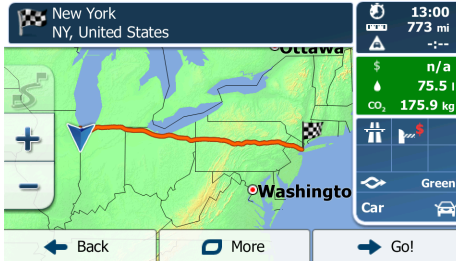 New York
NY, United States
13:00
773 mi
-:--
$ n/a
75.5 l
CO₂ 175.9 kg
$
Green
Car
Ottawa
Washingto
+
−
Back
More
Go!